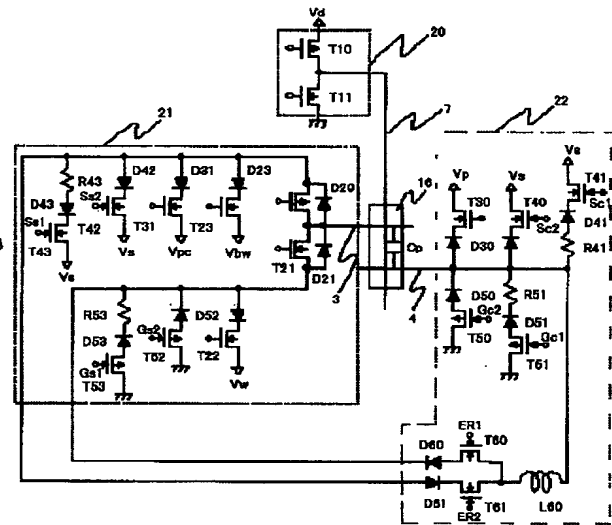 Vd
20
T10
T11
21
7
22
D42
D31
D23
R43
Ss2
D43
Ss1
T43
T42
T31
T23
Vs
Vpc
Vbw
Vs
D20
T21
D21
16
Cp
3
4
Vp
Vs
T30
T40
Sc2
D30
T41
Sc1
D41
R41
D50
Gc2
T50
R51
D51
Gc1
T51
R53
Gs2
D52
D53
T52
T22
Gs1
T53
Vw
ER1
D60
T60
D51
T61
ER2
L60